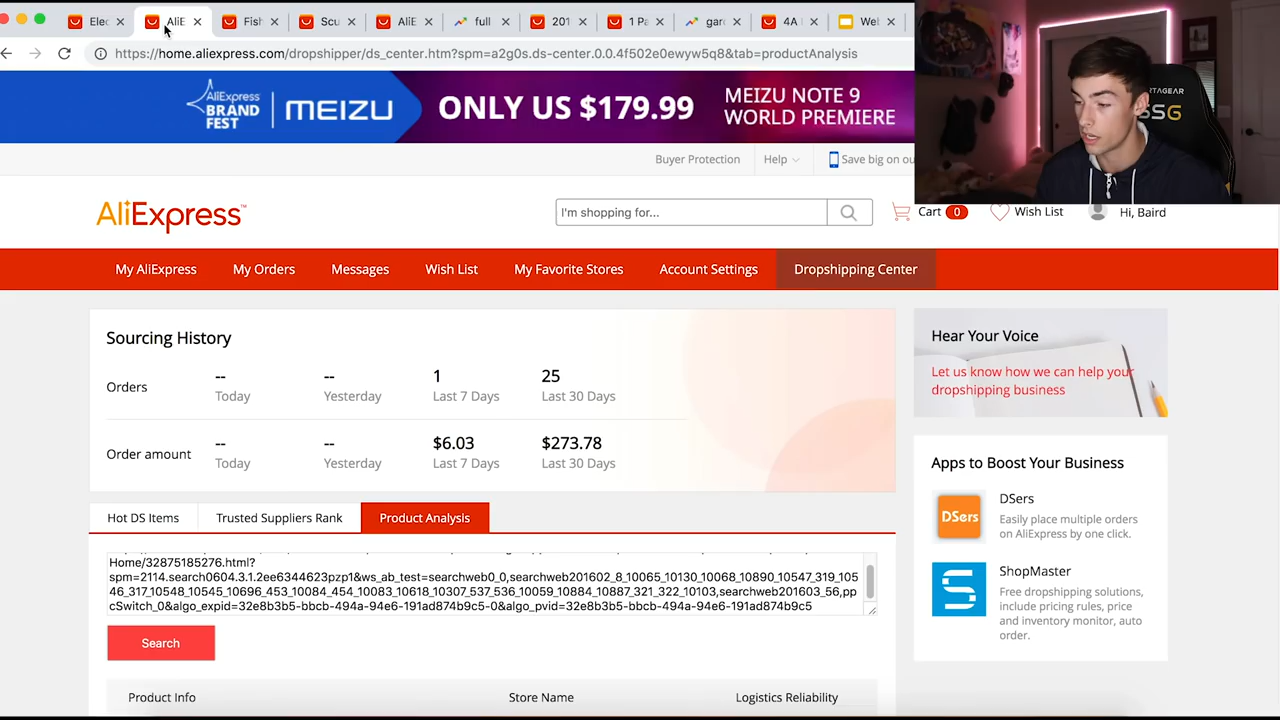 Elec
AliE
Fish
Scu
AliE
full
201
1 Pa
gard
4A
Wel
https://home.aliexpress.com/dropshipper/ds_center.htm?spm=a2g0s.ds-center.0.0.4f502e0ewyw5q8&tab=productAnalysis
AliExpress
BRAND
FEST
MEIZU
ONLY US $179.99
MEIZU NOTE 9
WORLD PREMIERE
Buyer Protection
Help
Save big on ou
AliExpress™
I'm shopping for...
Cart 0
Wish List
Hi, Baird
My AliExpress
My Orders
Messages
Wish List
My Favorite Stores
Account Settings
Dropshipping Center
Sourcing History
Orders
--
Today
--
Yesterday
1
Last 7 Days
25
Last 30 Days
Order amount
--
Today
--
Yesterday
$6.03
Last 7 Days
$273.78
Last 30 Days
Hear Your Voice
Let us know how we can help your
dropshipping business
Apps to Boost Your Business
DSers
DSers
Easily place multiple orders
on AliExpress by one click.
ShopMaster
Free dropshipping solutions,
include pricing rules, price
and inventory monitor, auto
order.
Hot DS Items
Trusted Suppliers Rank
Product Analysis
Home/32875185276.html?
spm=2114.search0604.3.1.2ee6344623pzp1&ws_ab_test=searchweb0_0,searchweb201602_8_10065_10130_10068_10890_10547_319_105
46_317_10548_10545_10696_453_10084_454_10083_10618_10307_537_536_10059_10884_10887_321_322_10103,searchweb201603_56,pp
cSwitch_0&algo_expid=32e8b3b5-bbcb-494a-94e6-191ad874b9c5-0&algo_pvid=32e8b3b5-bbcb-494a-94e6-191ad874b9c5
Search
Product Info
Store Name
Logistics Reliability